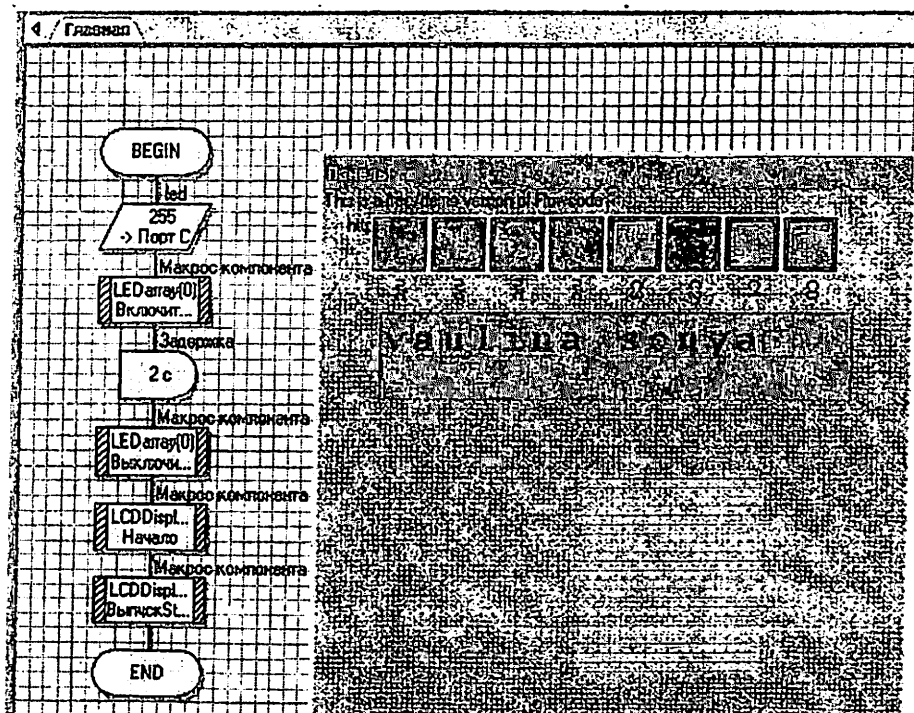 Главная
BEGIN
led
255
-> Порт C
Макрос компонента
LEDarray(0)
Включит...
Задержка
2 с
Макрос компонента
LEDarray(0)
Выключи...
Макрос компонента
LCDDispl...
Начало
Макрос компонента
LCDDispl...
ВыпускSt...
END
This is a free/demo version of Flowcode
vaulina sonya